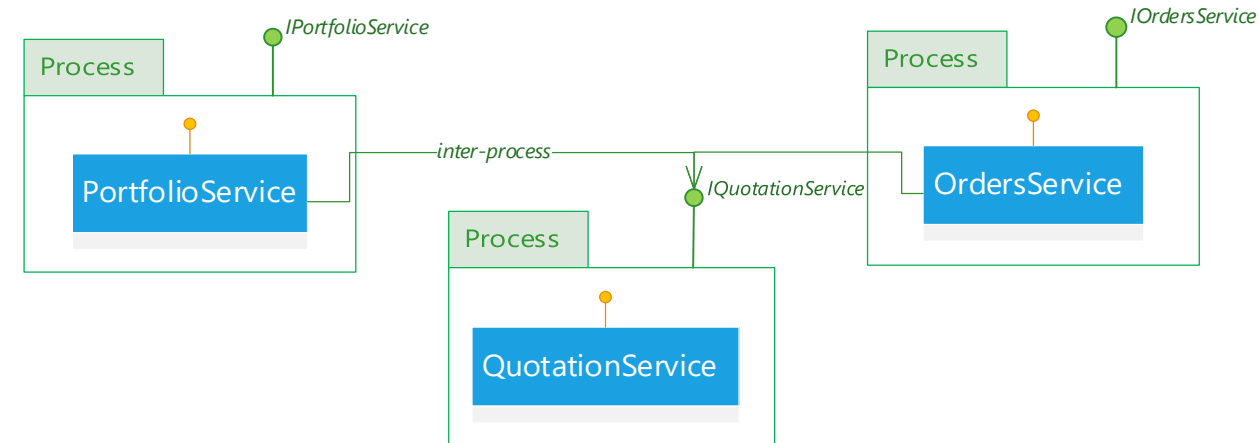 IPortfolioService
IOrdersService
Process
Process
inter-process
PortfolioService
OrdersService
IQuotationService
Process
QuotationService